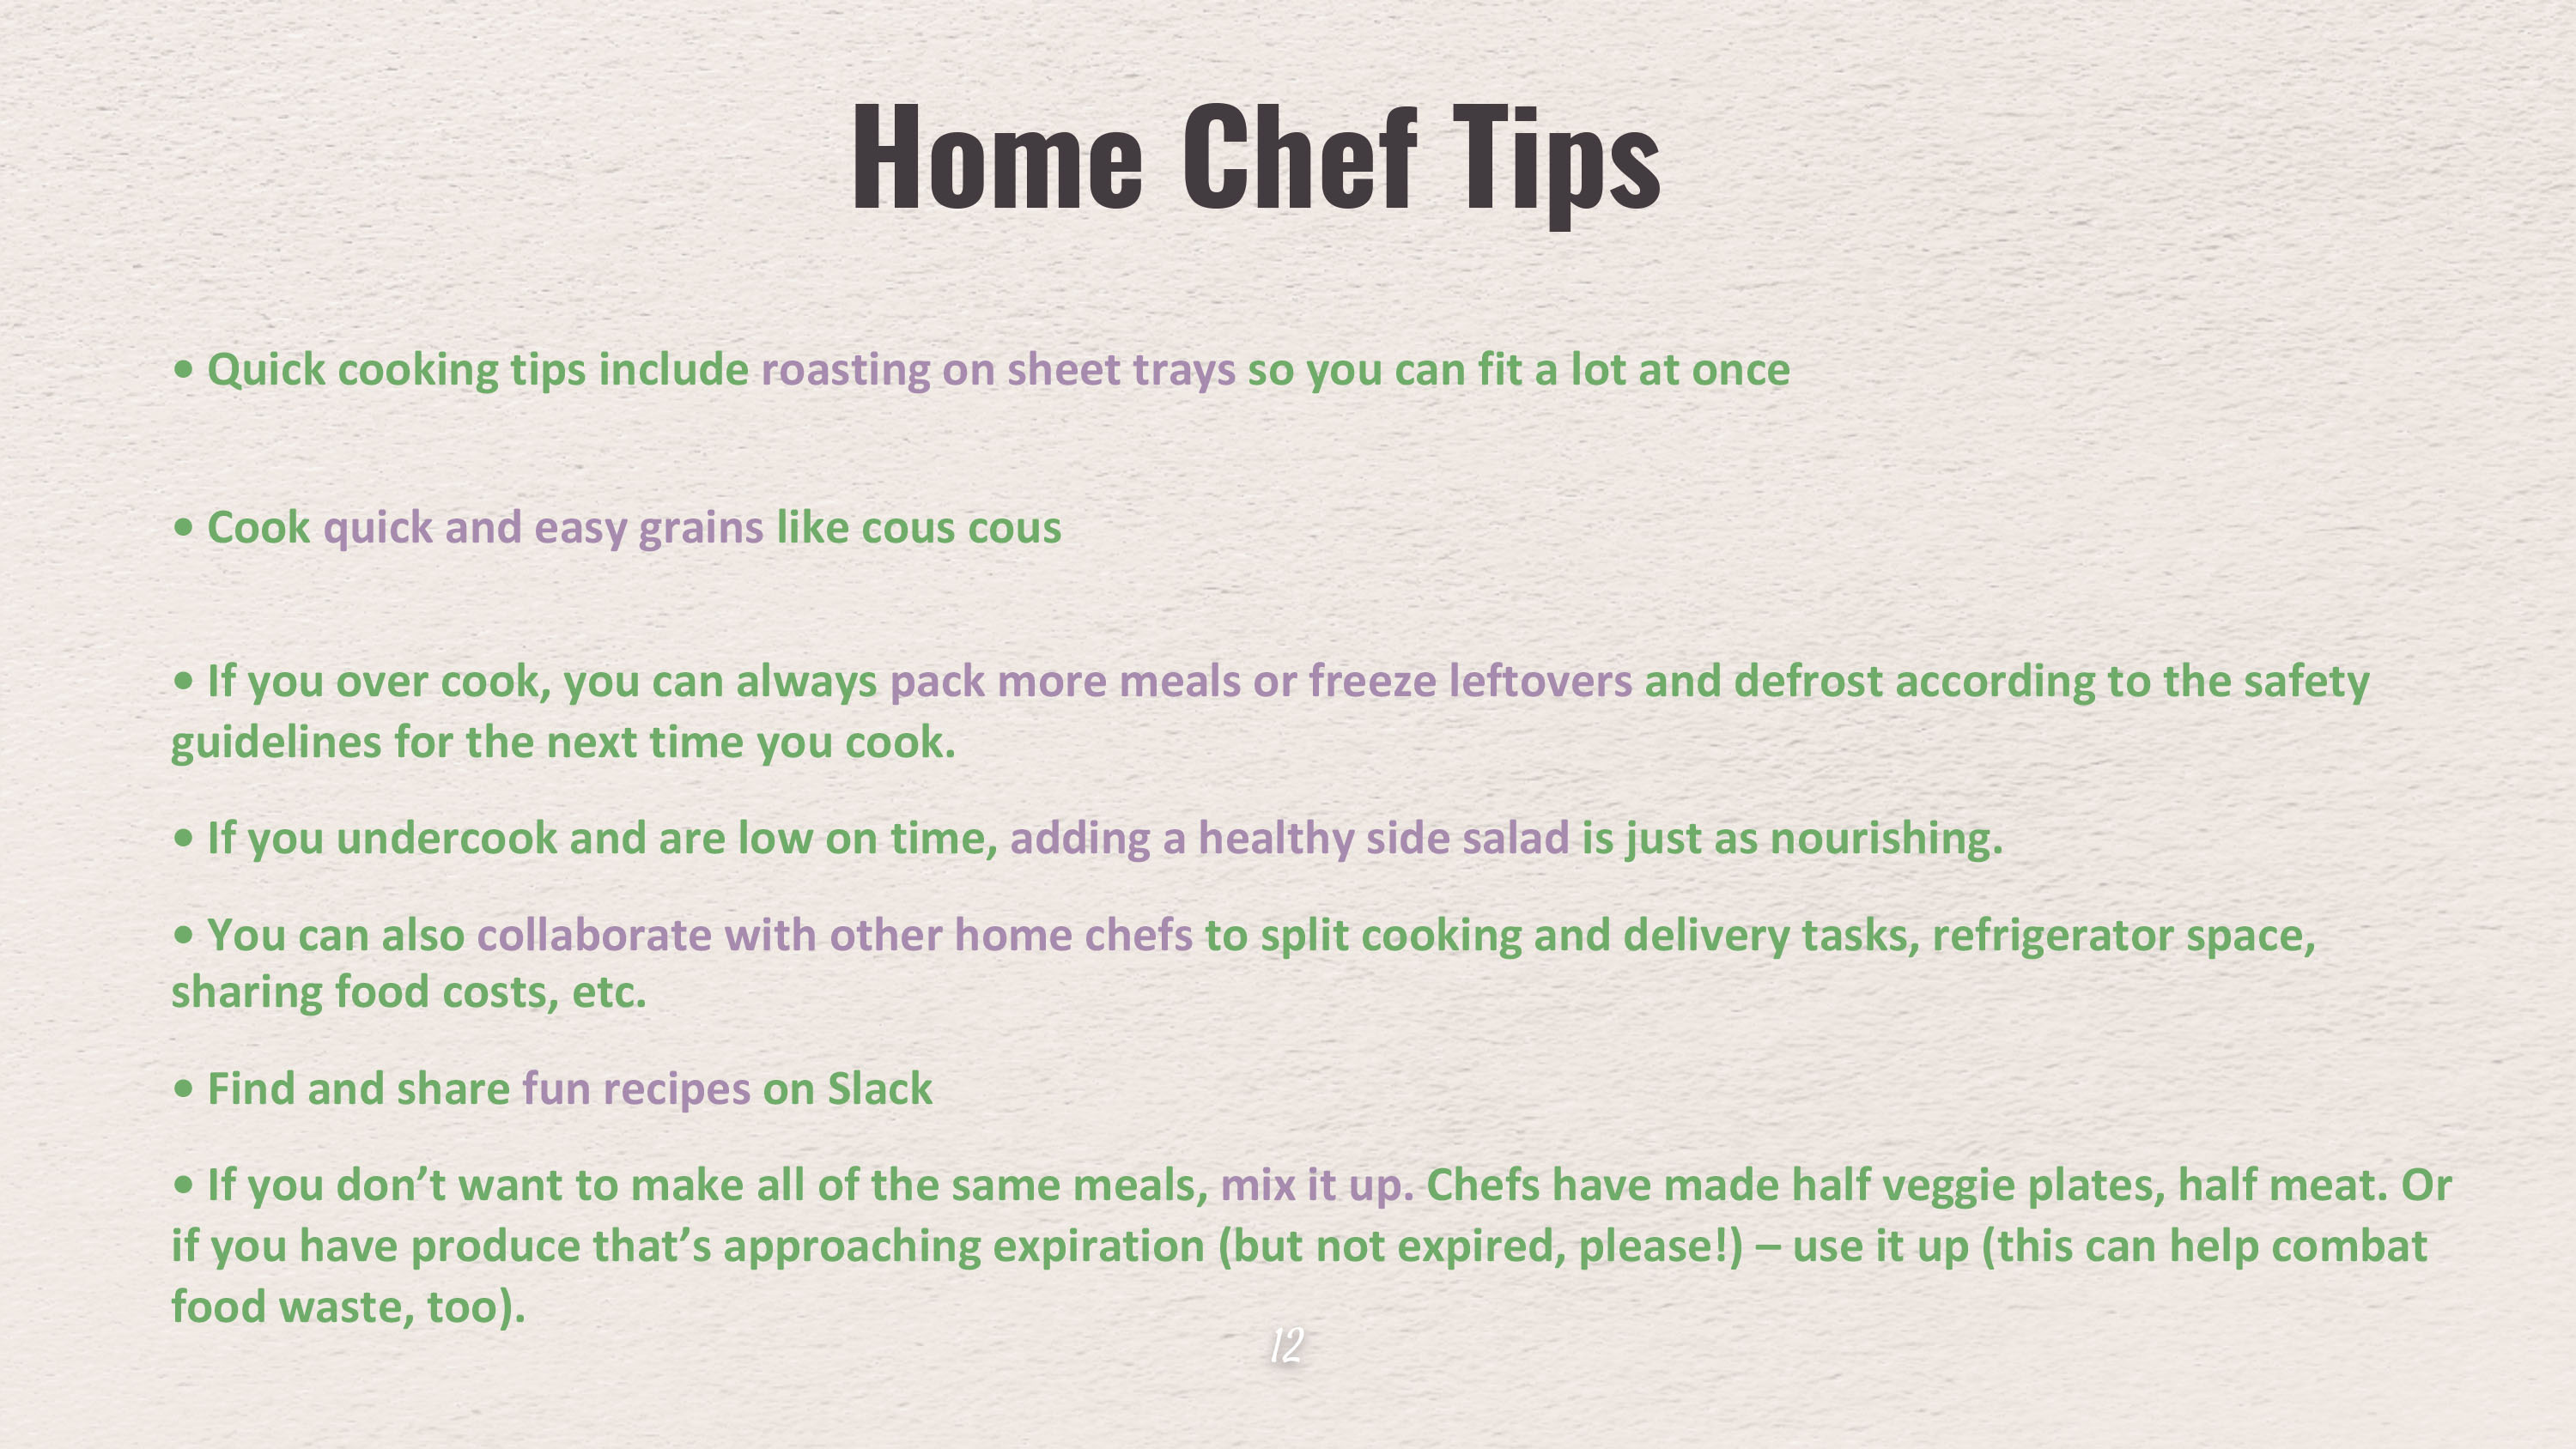 Home Chef Tips
• Quick cooking tips include roasting on sheet trays so you can fit a lot at once
• Cook quick and easy grains like cous cous
• If you over cook, you can always pack more meals or freeze leftovers and defrost according to the safety
guidelines for the next time you cook.
• If you undercook and are low on time, adding a healthy side salad is just as nourishing.
• You can also collaborate with other home chefs to split cooking and delivery tasks, refrigerator space,
sharing food costs, etc.
• Find and share fun recipes on Slack
• If you don’t want to make all of the same meals, mix it up. Chefs have made half veggie plates, half meat. Or
if you have produce that’s approaching expiration (but not expired, please!) – use it up (this can help combat
food waste, too).
12